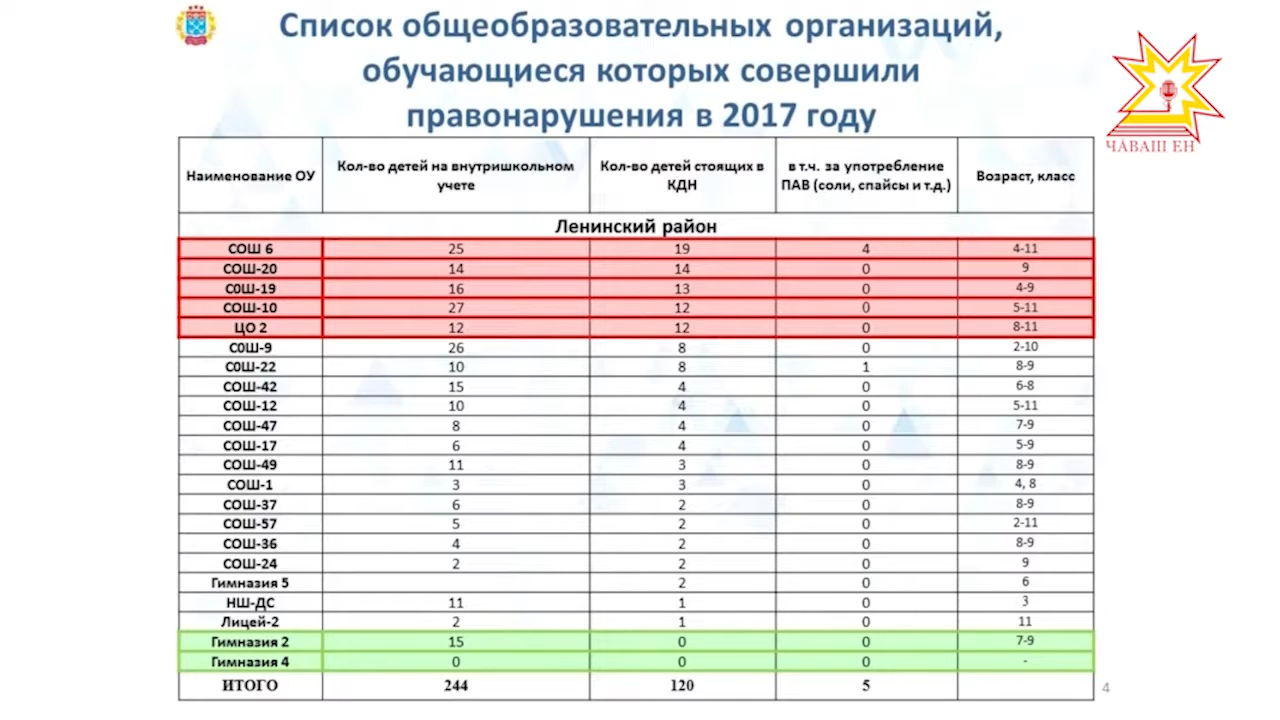 Список общеобразовательных организаций,
обучающиеся которых совершили
правонарушения в 2017 году
ЧӐВАШ ЕН
Наименование ОУ Кол-во детей на внутришкольном учете Кол-во детей стоящих в КДН в т.ч. за употребление ПАВ (соли, спайсы и т.д.) Возраст, класс
Ленинский район
СОШ 6 25 19 4 4-11
СОШ-20 14 14 0 9
С0Ш-19 16 13 0 4-9
СОШ-10 27 12 0 5-11
ЦО 2 12 12 0 8-11
С0Ш-9 26 8 0 2-10
С0Ш-22 10 8 1 8-9
СОШ-42 15 4 0 6-8
СОШ-12 10 4 0 5-11
СОШ-47 8 4 0 7-9
СОШ-17 6 4 0 5-9
СОШ-49 11 3 0 8-9
СОШ-1 3 3 0 4, 8
СОШ-37 6 2 0 8-9
СОШ-57 5 2 0 2-11
СОШ-36 4 2 0 8-9
СОШ-24 2 2 0 9
Гимназия 5 2 0 6
НШ-ДС 11 1 0 3
Лицей-2 2 1 0 11
Гимназия 2 15 0 0 7-9
Гимназия 4 0 0 0 -
ИТОГО 244 120 5
4